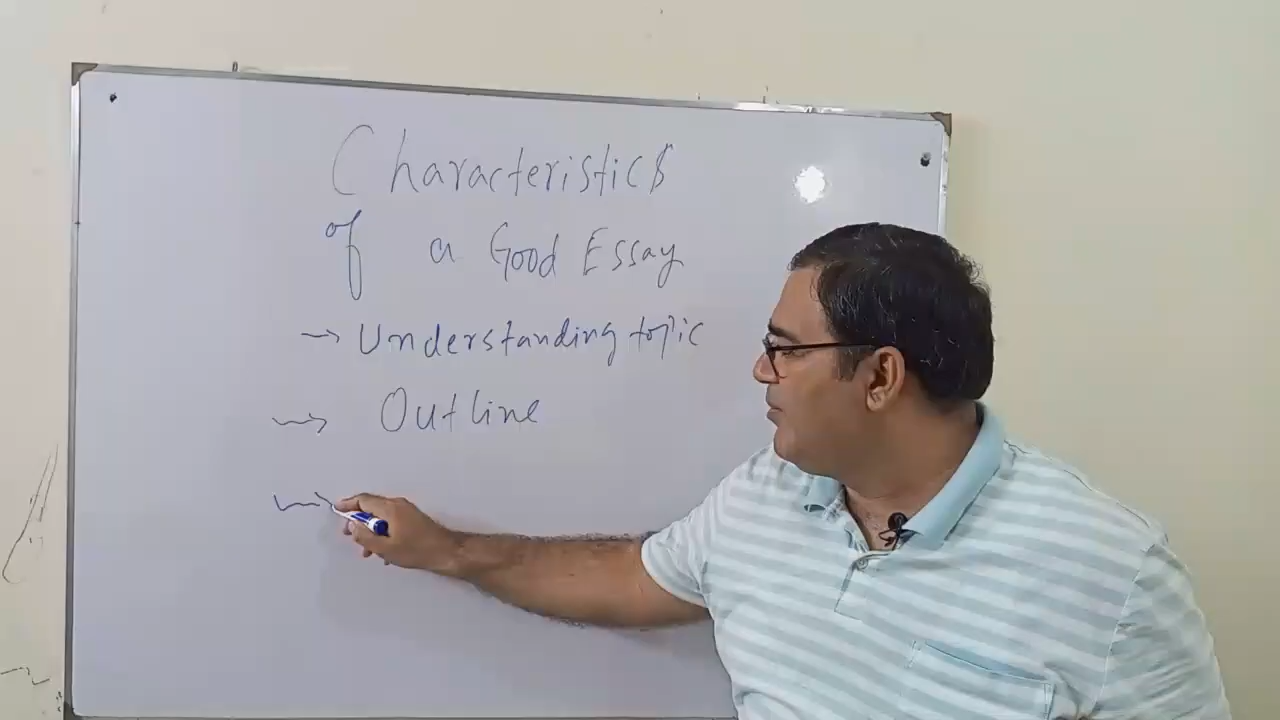 Characteristics
of a Good Essay
→ Understanding topic
→ Outline
→